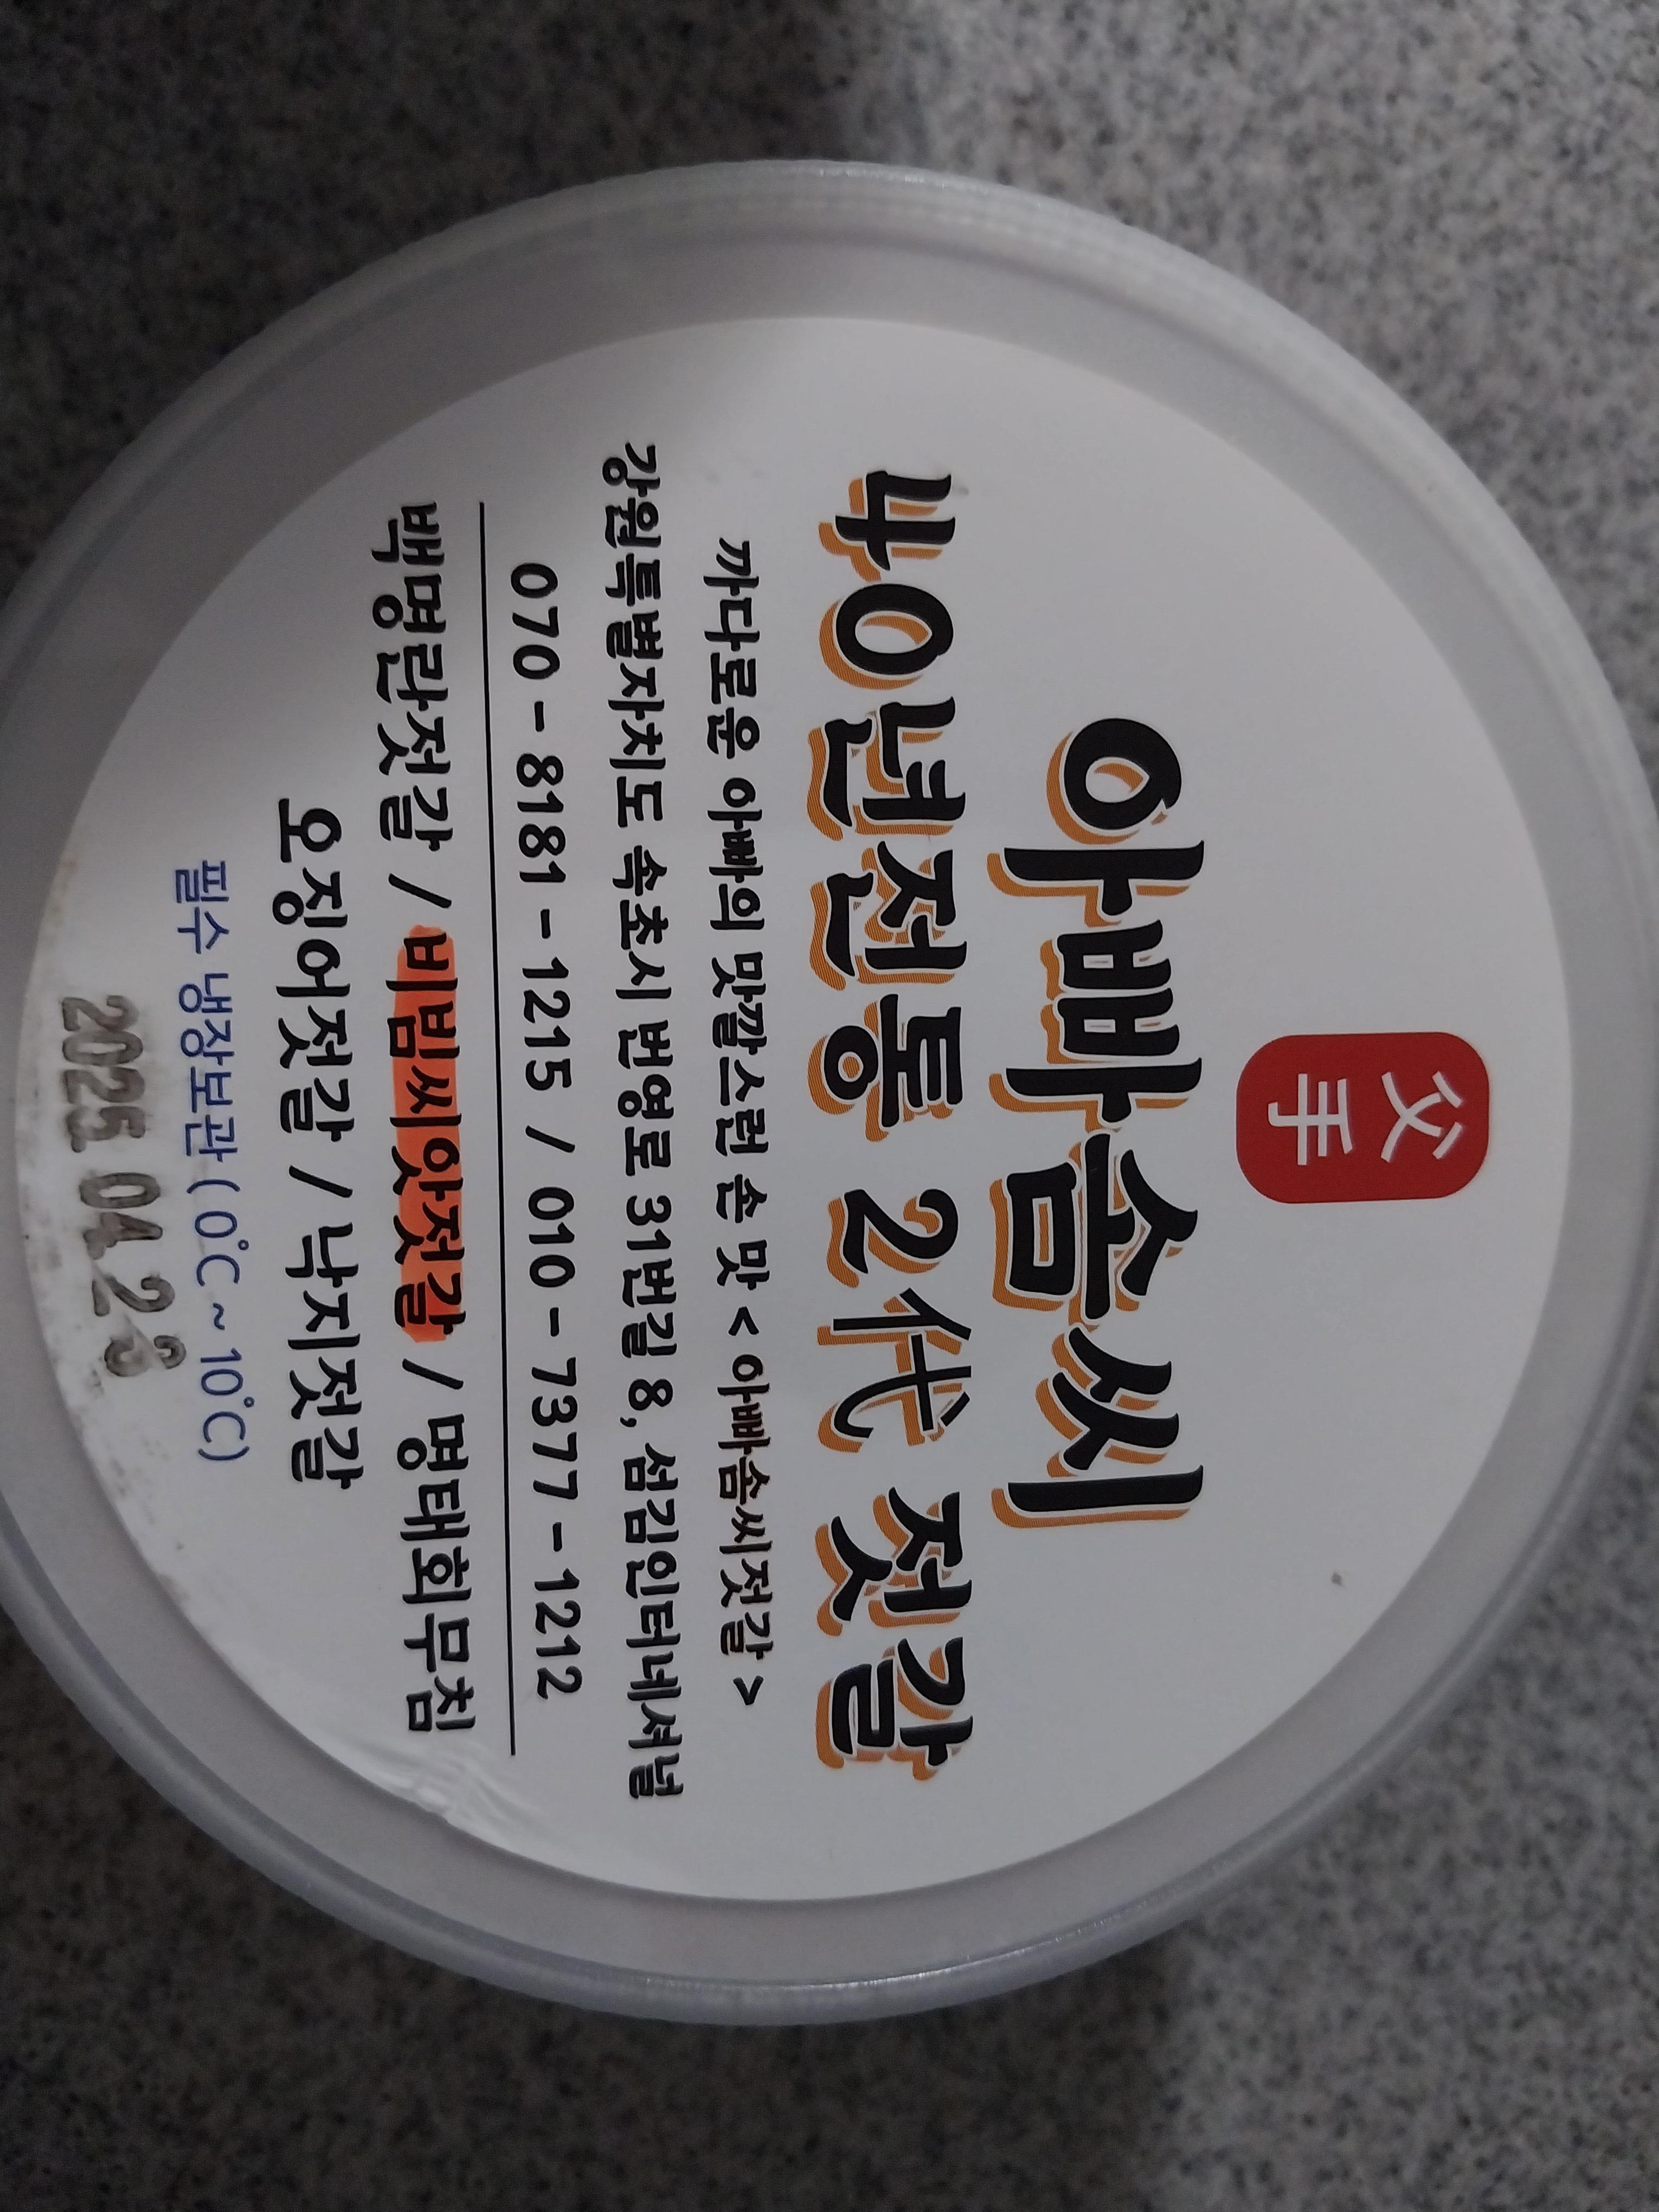 父
手
아빠솜씨
40년전통 2代 젓갈
까다로운 아빠의 맛깔스런 손 맛 < 아빠솜씨젓갈 >
강원특별자치도 속초시 번영로 31번길 8, 섬김인터네셔널
070 - 8181 - 1215 / 010 - 7377 - 1212
백명란젓갈 / 비빔씨앗젓갈 / 명태회무침
오징어젓갈 / 낙지젓갈
필수 냉장보관 ( 0°C ~ 10°C)
2025 04